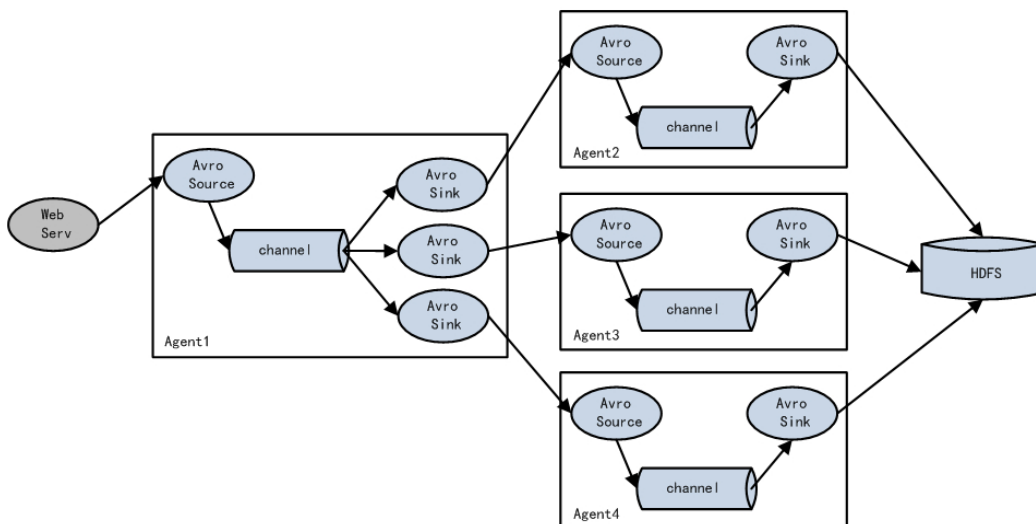 Web
Serv
Avro
Source
channel
Avro
Sink
Avro
Sink
Avro
Sink
Agent1
Avro
Source
channel
Avro
Sink
Agent2
Avro
Source
channel
Avro
Sink
Agent3
Avro
Source
channel
Avro
Sink
Agent4
HDFS